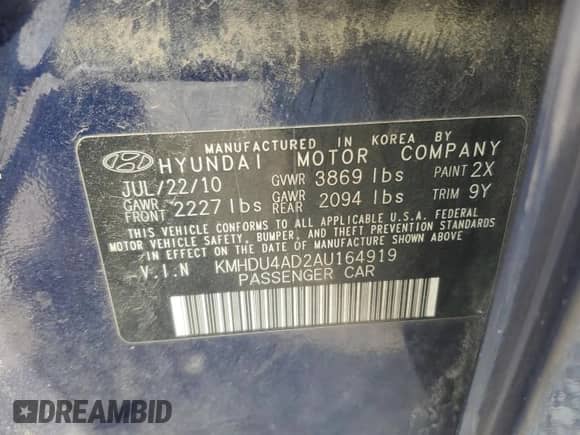 MANUFACTURED IN KOREA BY
HYUNDAI MOTOR COMPANY
JUL/22/10 GVWR 3869 lbs PAINT 2X
GAWR FRONT 2227 lbs GAWR REAR 2094 lbs TRIM 9Y
THIS VEHICLE CONFORMS TO ALL APPLICABLE U.S.A. FEDERAL
MOTOR VEHICLE SAFETY, BUMPER, AND THEFT PREVENTION STANDARDS
IN EFFECT ON THE DATE OF MANUFACTURE SHOWN ABOVE.
V.I.N KMHDU4AD2AU164919
PASSENGER CAR
DREAMBID